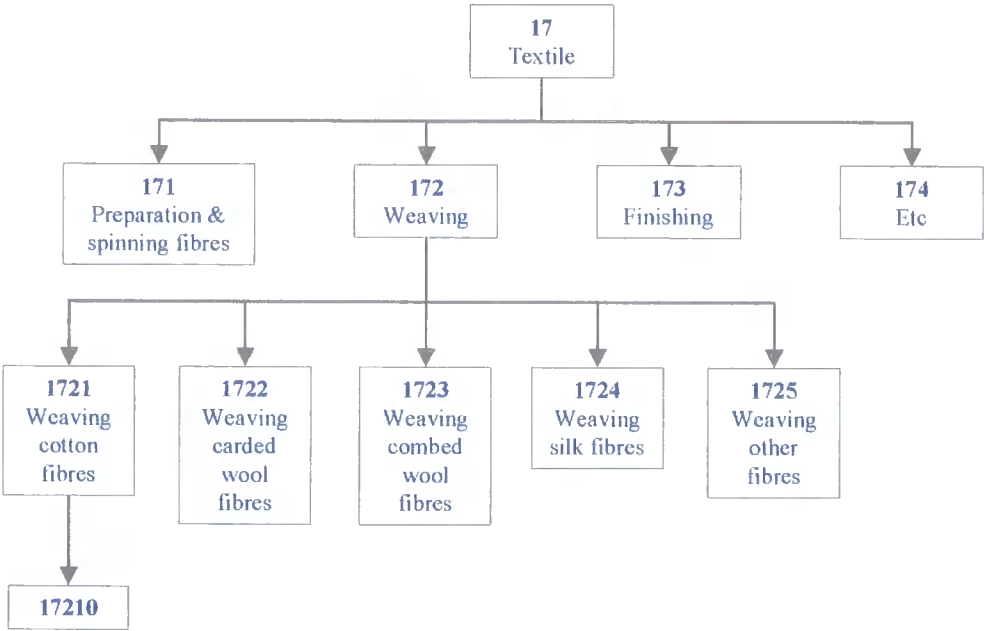 17
Textile
171
Preparation &
spinning fibres
172
Weaving
173
Finishing
174
Etc
1721
Weaving
cotton
fibres
1722
Weaving
carded
wool
fibres
1723
Weaving
combed
wool
fibres
1724
Weaving
silk fibres
1725
Weaving
other
fibres
17210